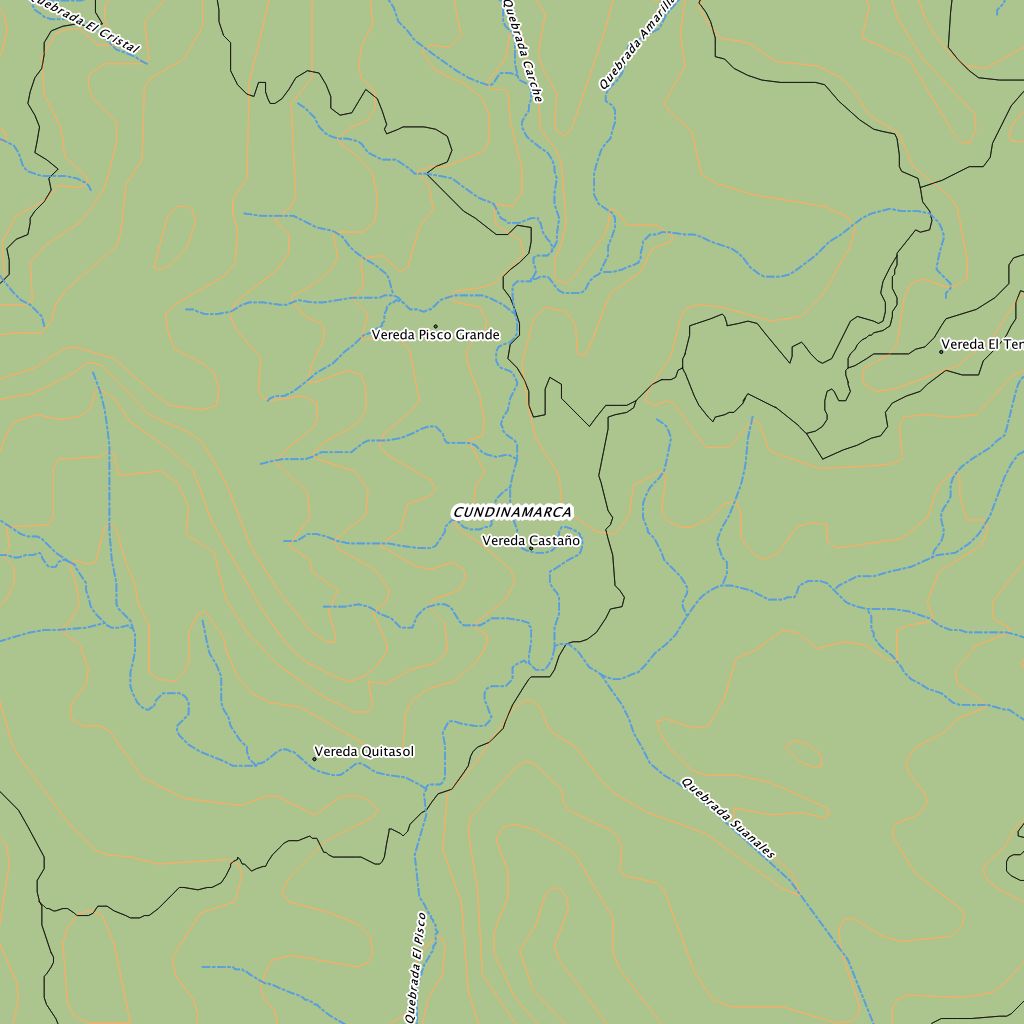 Quebrada El Cristal
Quebrada Carche
Quebrada Amarilla
Vereda Pisco Grande
Vereda El Ten
CUNDINAMARCA
Vereda Castaño
Vereda Quitasol
Quebrada Suanales
Quebrada El Pisco